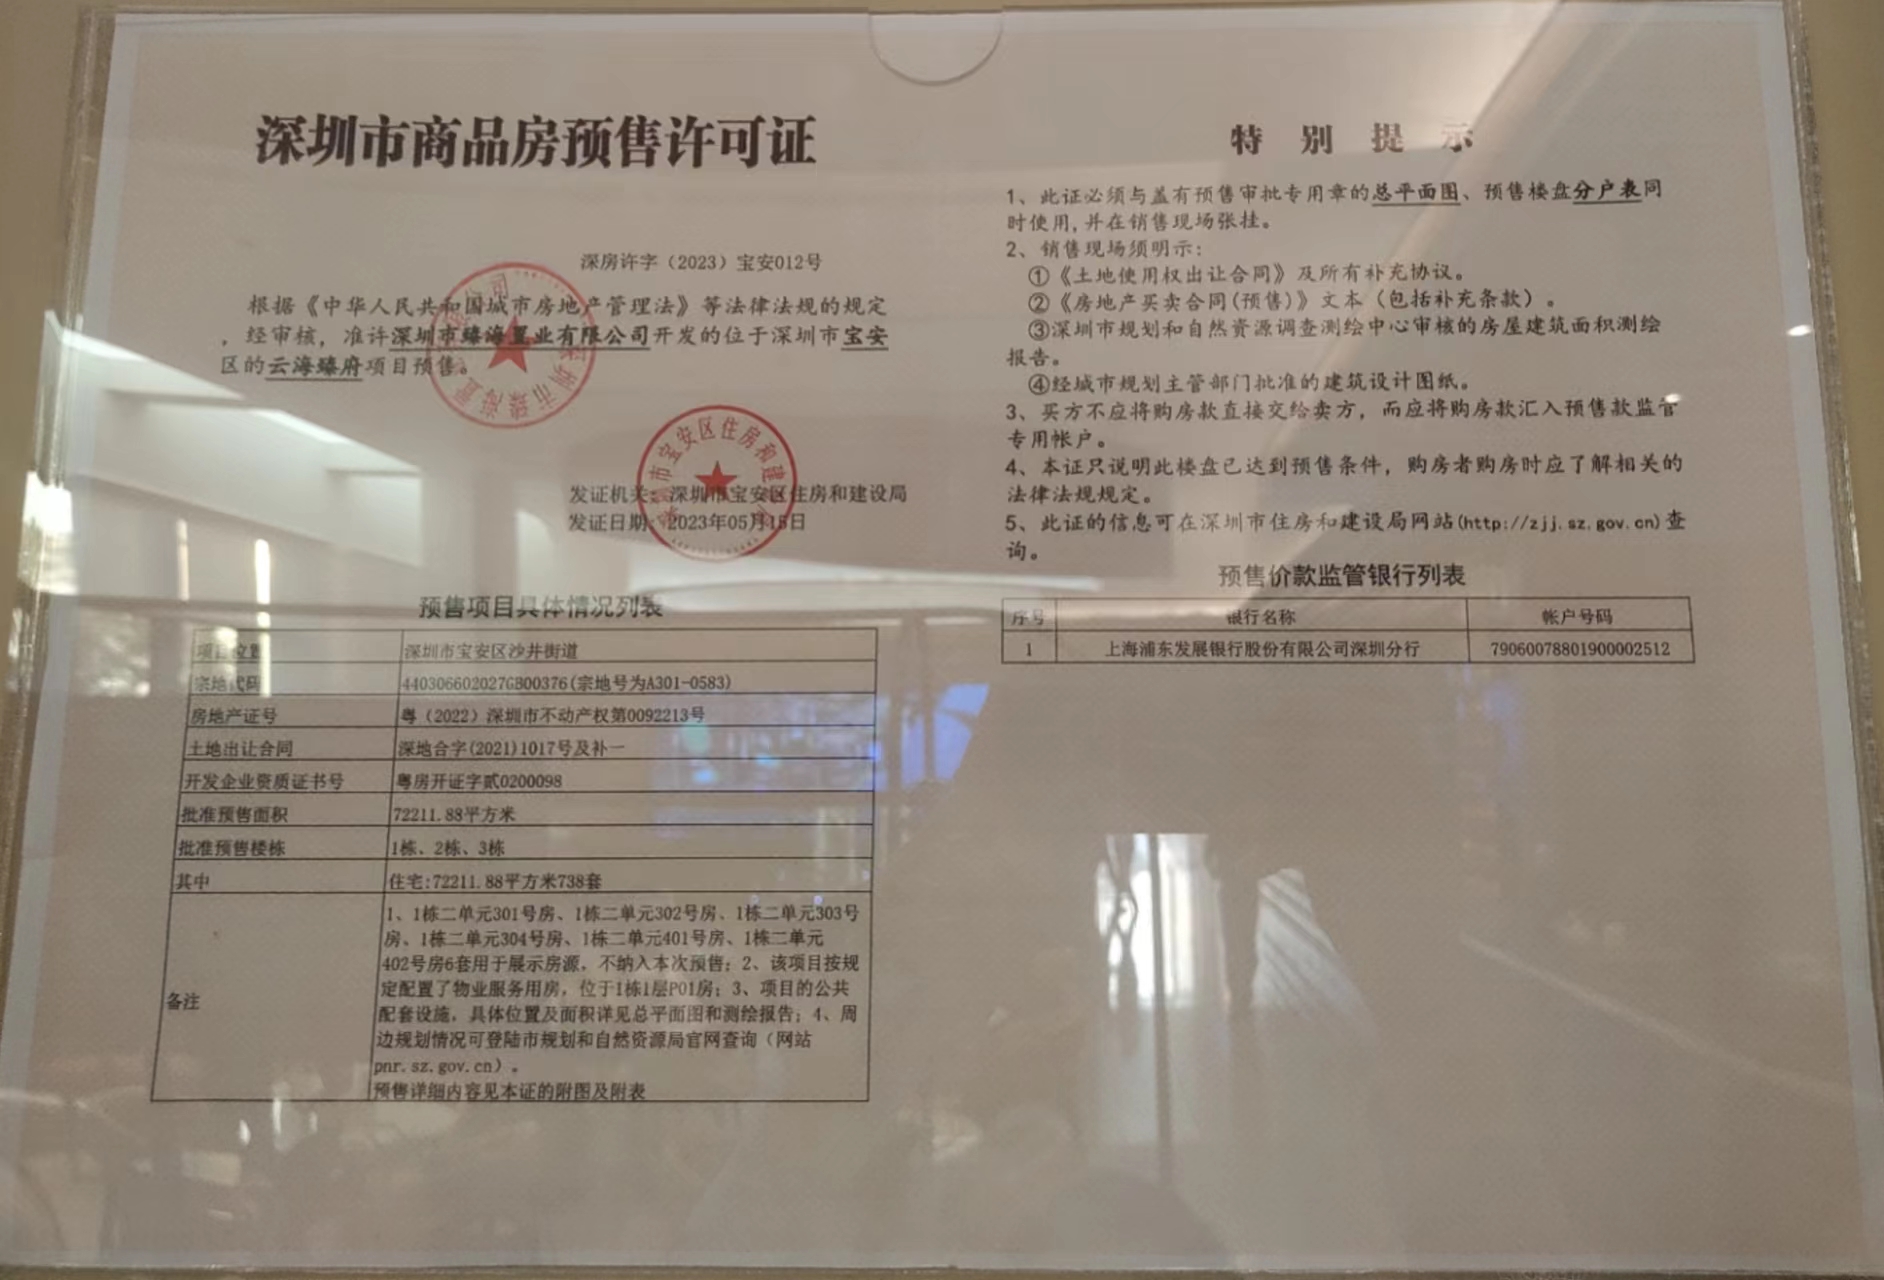 深圳市商品房预售许可证
深房许字（2023）宝安012号
根据《中华人民共和国城市房地产管理法》等法律法规的规定
，经审核，准许深圳市臻海置业有限公司开发的位于深圳市宝安
区的云海臻府项目预售。
深圳市宝安区住房和建设
发证机关：深圳市宝安区住房和建设局
发证日期：2023年05月15日
预售项目具体情况列表
项目位置 深圳市宝安区沙井街道
宗地代码 440306602027GB00376(宗地号为A301-0583)
房地产证号 粤（2022）深圳市不动产权第0092213号
土地出让合同 深地合字(2021)1017号及补一
开发企业资质证书号 粤房开证字贰0200098
批准预售面积 72211.88平方米
批准预售楼栋 1栋、2栋、3栋
其中 住宅:72211.88平方米738套
备注
1、1栋二单元301号房、1栋二单元302号房、1栋二单元303号
房、1栋二单元304号房、1栋二单元401号房、1栋二单元
402号房6套用于展示房源，不纳入本次预售；2、该项目按规
定配置了物业服务用房，位于1栋1层P01房；3、项目的公共
配套设施，具体位置及面积详见总平面图和测绘报告；4、周
边规划情况可登陆市规划和自然资源局官网查询（网站
pnr.sz.gov.cn）。
预售详细内容见本证的附图及附表
特别提示
1、此证必须与盖有预售审批专用章的总平面图、预售楼盘分户表同
时使用,并在销售现场张挂。
2、销售现场须明示:
①《土地使用权出让合同》及所有补充协议。
②《房地产买卖合同(预售)》文本（包括补充条款）。
③深圳市规划和自然资源调查测绘中心审核的房屋建筑面积测绘
报告。
④经城市规划主管部门批准的建筑设计图纸。
3、买方不应将购房款直接交给卖方，而应将购房款汇入预售款监管
专用帐户。
4、本证只说明此楼盘已达到预售条件，购房者购房时应了解相关的
法律法规规定。
5、此证的信息可在深圳市住房和建设局网站(http://zjj.sz.gov.cn)查
询。
预售价款监管银行列表
序号 银行名称 帐户号码
1 上海浦东发展银行股份有限公司深圳分行 79060078801900002512